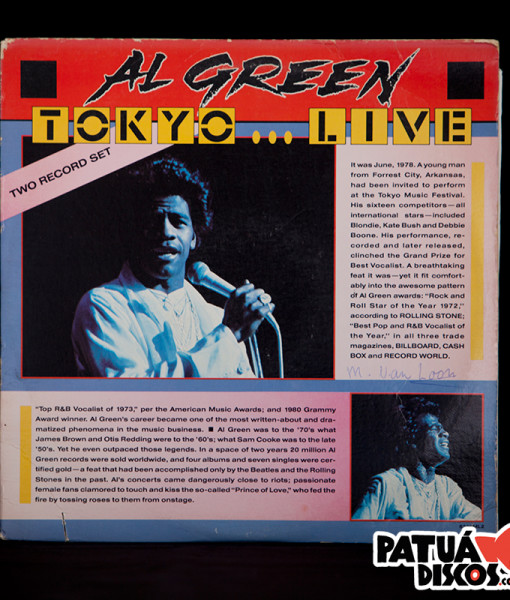 AL GREEN
TOKYO...LIVE
TWO RECORD SET
It was June, 1978. A young man
from Forrest City, Arkansas,
had been invited to perform
at the Tokyo Music Festival.
His sixteen competitors—all
international stars—included
Blondie, Kate Bush and Debbie
Boone. His performance, re-
corded and later released,
clinched the Grand Prize for
Best Vocalist. A breathtaking
feat it was—yet it fit comfort-
ably into the awesome pattern
of Al Green awards: "Rock and
Roll Star of the Year 1972,"
according to ROLLING STONE;
"Best Pop and R&B Vocalist of
the Year," in all three trade
magazines, BILLBOARD, CASH
BOX and RECORD WORLD.
M. Van Loon
"Top R&B Vocalist of 1973," per the American Music Awards; and 1980 Grammy
Award winner. Al Green's career became one of the most written-about and dra-
matized phenomena in the music business. ■ Al Green was to the '70's what
James Brown and Otis Redding were to the '60's; what Sam Cooke was to the late
'50's. Yet he even outpaced those legends. In a space of two years 20 million Al
Green records were sold worldwide, and four albums and seven singles were cer-
tified gold—a feat that had been accomplished only by the Beatles and the Rolling
Stones in the past. Al's concerts came dangerously close to riots; passionate
female fans clamored to touch and kiss the so-called "Prince of Love," who fed the
fire by tossing roses to them from onstage.
PATUÁ
DISCOS